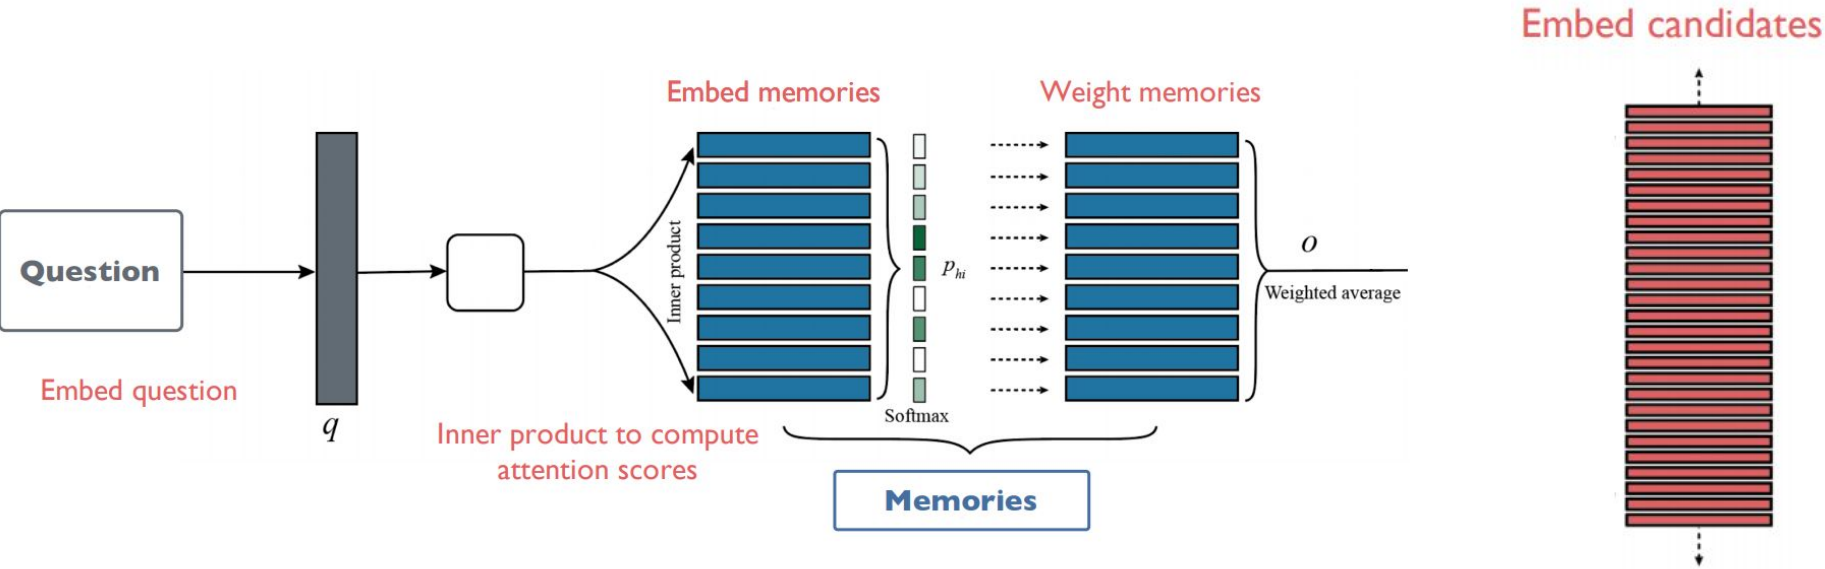 Embed candidates
Embed memories
Weight memories
Question
Embed question
q
Inner product to compute
attention scores
Inner product
Softmax
p_hi
o
Weighted average
Memories